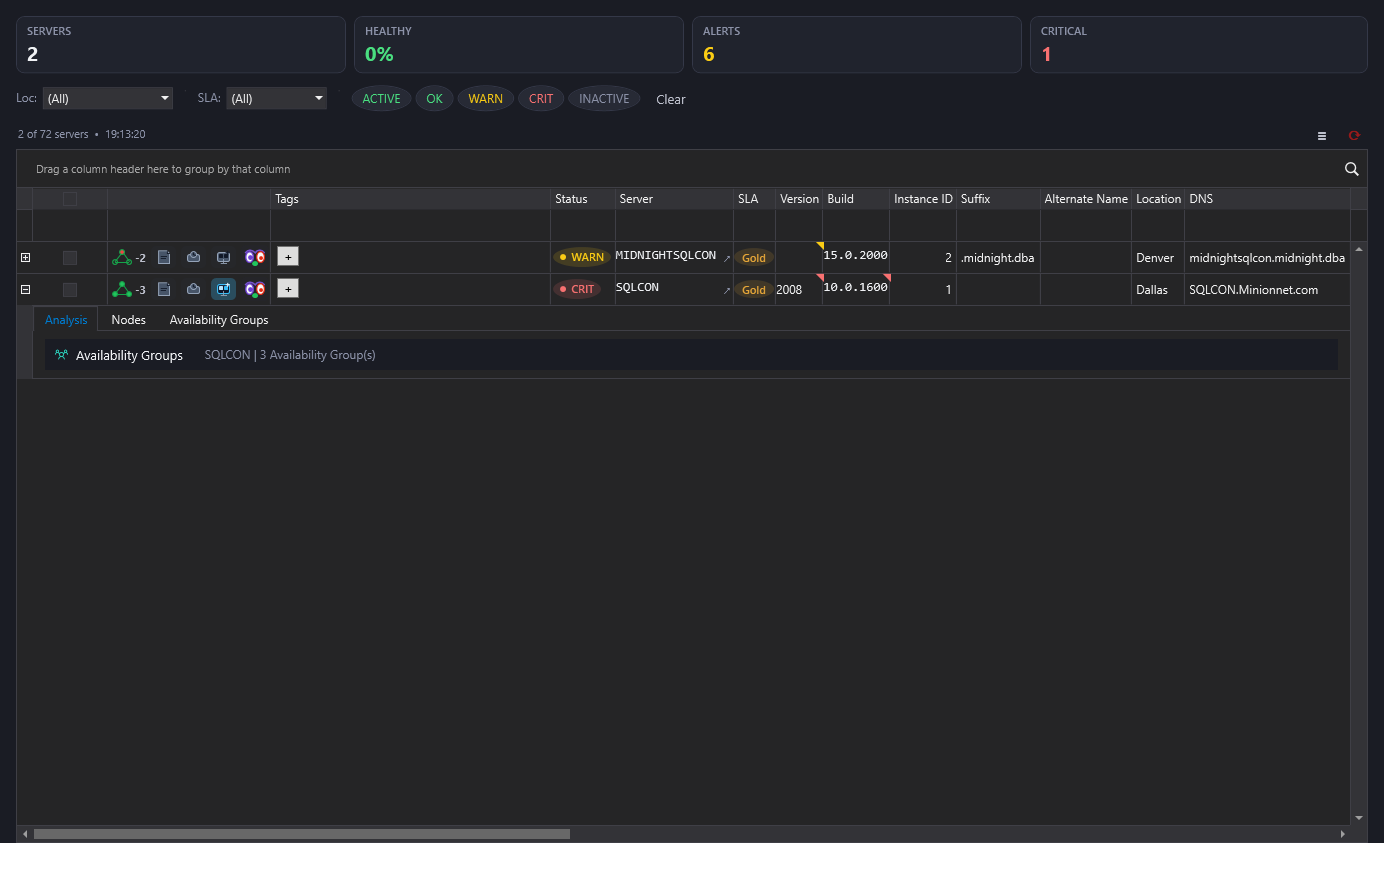 SERVERS HEALTHY ALERTS CRITICAL
2 0% 6 1
Loc: (All) SLA: (All) ACTIVE OK WARN CRIT INACTIVE Clear
2 of 72 servers • 19:13:20
Drag a column header here to group by that column
Tags Status Server SLA Version Build Instance ID Suffix Alternate Name Location DNS
-2 + WARN MIDNIGHTSQLCON Gold 15.0.2000 2 .midnight.dba Denver midnightsqlcon.midnight.dba
-3 + CRIT SQLCON Gold 2008 10.0.1600 1 Dallas SQLCON.Minionnet.com
Analysis Nodes Availability Groups
Availability Groups SQLCON | 3 Availability Group(s)